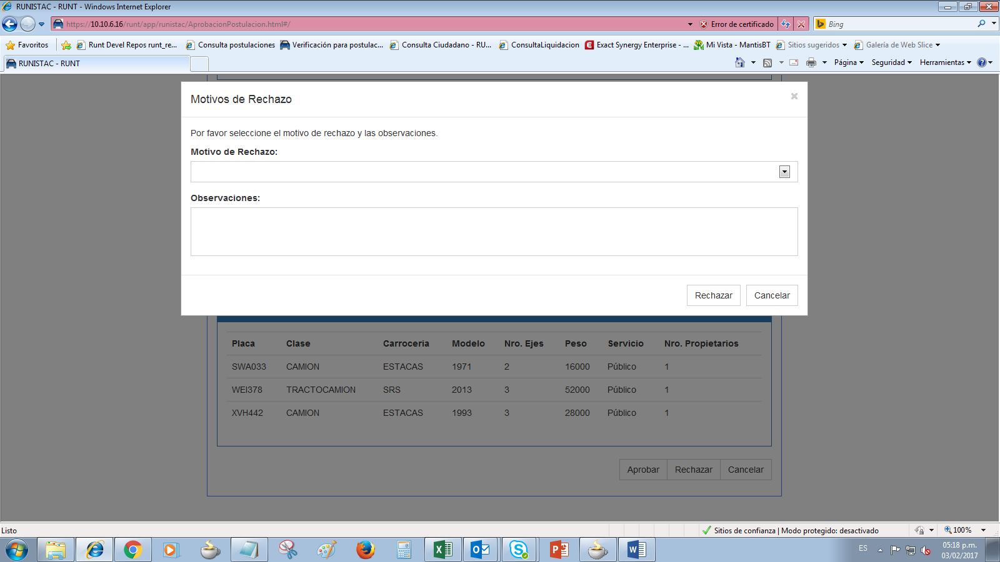 RUNISTAC - RUNT - Windows Internet Explorer
https://10.10.6.16/runt/app/runistac/AprobacionPostulacion.html#/
Error de certificado
Bing
Favoritos
Runt Devel Repos runt_re...
Consulta postulaciones
Verificación para postulac...
Consulta Ciudadano - RU...
ConsultaLiquidacion
Exact Synergy Enterprise - ...
Mi Vista - MantisBT
Sitios sugeridos
Galería de Web Slice
RUNISTAC - RUNT
Página
Seguridad
Herramientas
Motivos de Rechazo
Por favor seleccione el motivo de rechazo y las observaciones.
Motivo de Rechazo:
Observaciones:
Rechazar Cancelar
Placa Clase Carroceria Modelo Nro. Ejes Peso Servicio Nro. Propietarios
SWA033 CAMION ESTACAS 1971 2 16000 Público 1
WEI378 TRACTOCAMION SRS 2013 3 52000 Público 1
XVH442 CAMION ESTACAS 1993 3 28000 Público 1
Aprobar Rechazar Cancelar
Listo
Sitios de confianza | Modo protegido: desactivado
100%
ES
05:18 p.m.
03/02/2017